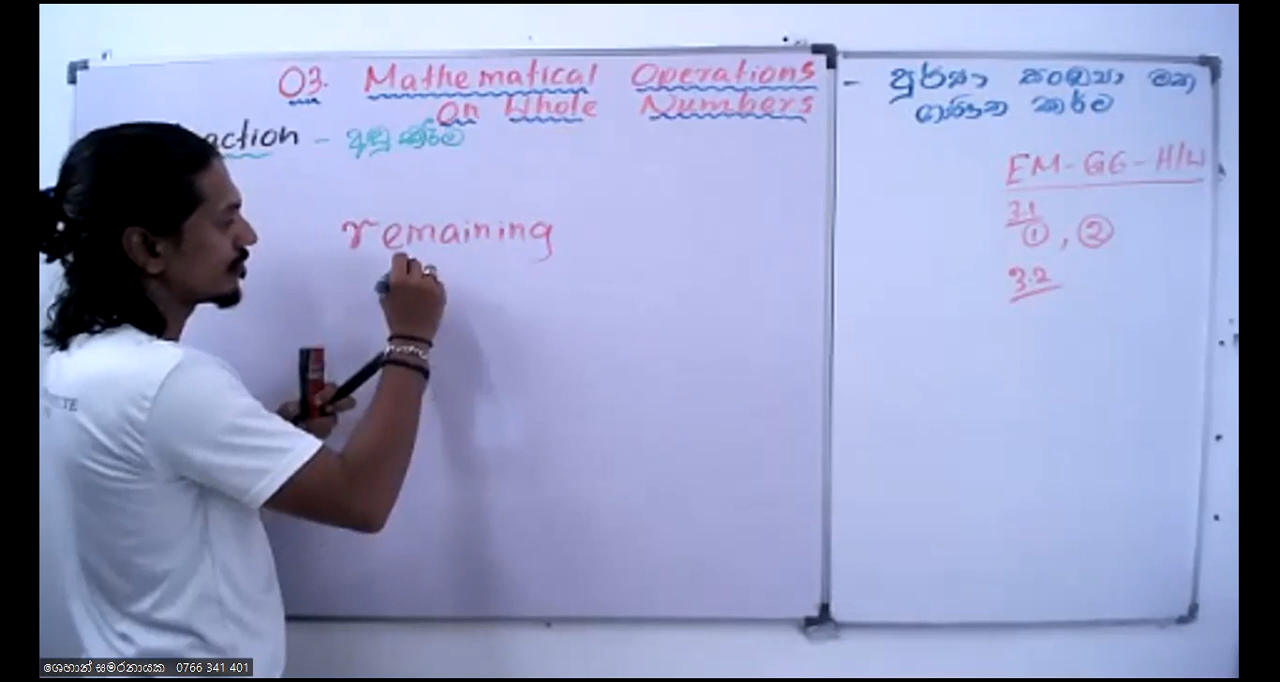 03. Mathematical Operations - පූර්ණ සංඛ්‍යා මත
On Whole Numbers ගණිත කර්ම
action - අඩු කිරීම
EM-G6-H/W
remaining
3.1
①, ②
3.2
ශෙහාන් සමරනායක 0766 341 401